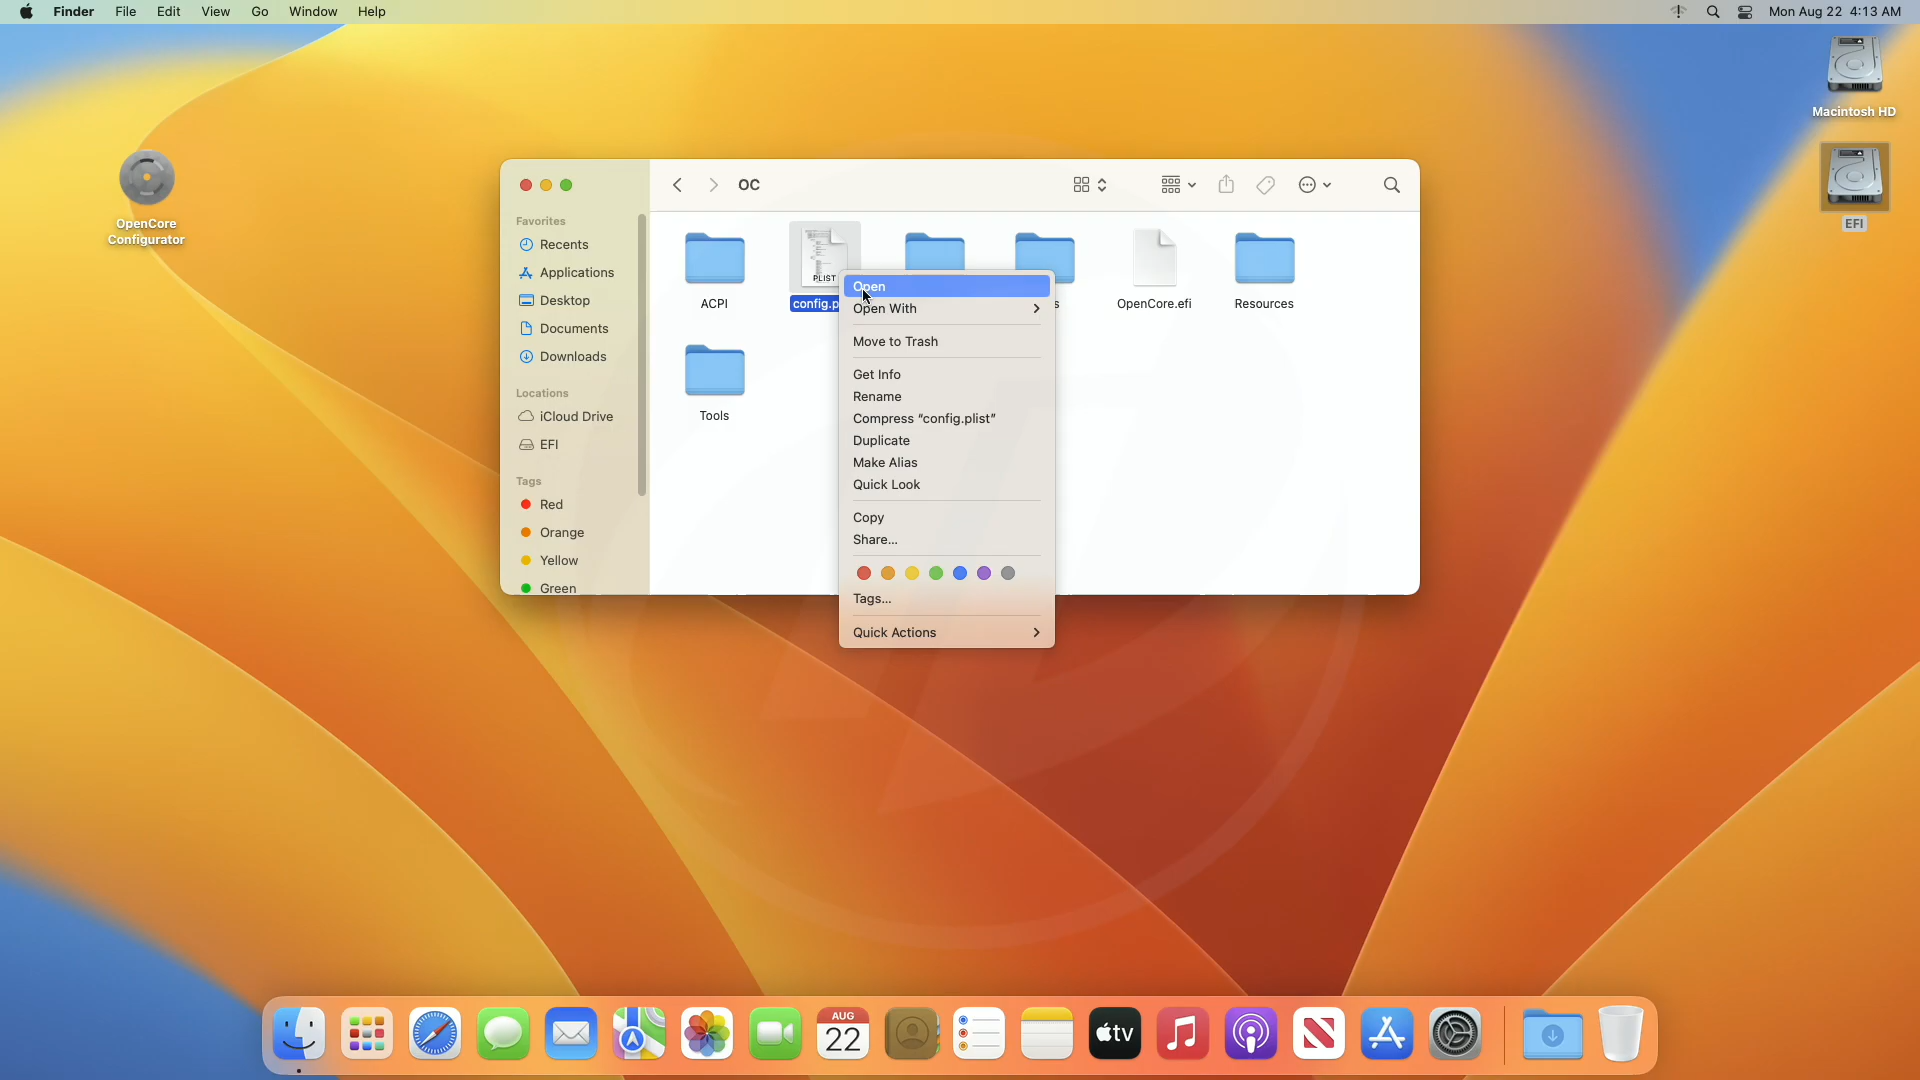 Finder File Edit View Go Window Help Mon Aug 22 4:13 AM
Macintosh HD
EFI
OpenCore
Configurator
OC
Favorites
Recents
Applications
Desktop
Documents
Downloads
Locations
iCloud Drive
EFI
Tags
Red
Orange
Yellow
Green
PLIST
ACPI
config.p
s
OpenCore.efi
Resources
Tools
Open
Open With
Move to Trash
Get Info
Rename
Compress “config.plist”
Duplicate
Make Alias
Quick Look
Copy
Share...
Tags...
Quick Actions
AUG
22
tv